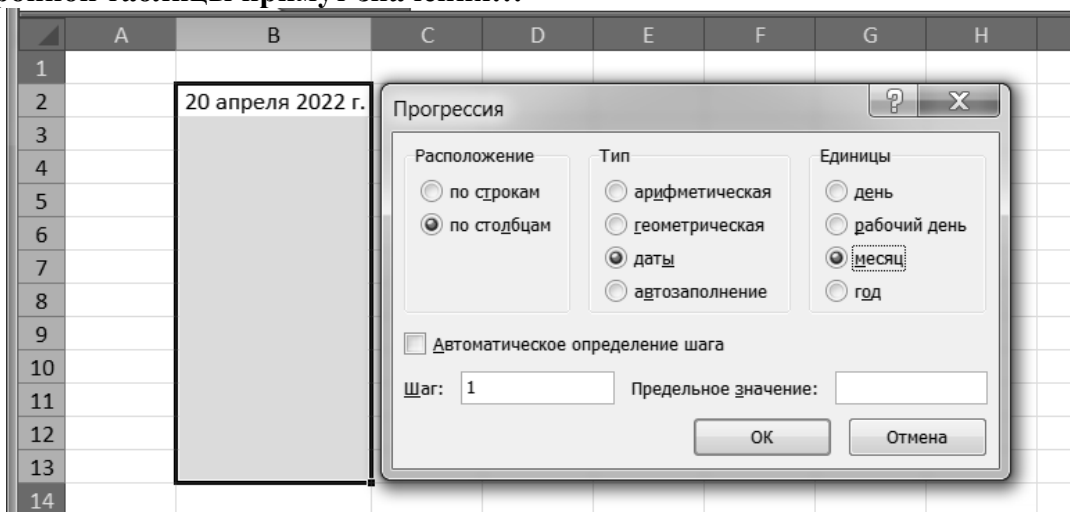 A B C D E F G H
1
2 20 апреля 2022 г.
3
4
5
6
7
8
9
10
11
12
13
14
Прогрессия ? X
Расположение Тип Единицы
по строкам арифметическая день
по столбцам геометрическая рабочий день
даты месяц
автозаполнение год
Автоматическое определение шага
Шаг: 1 Предельное значение:
ОК Отмена